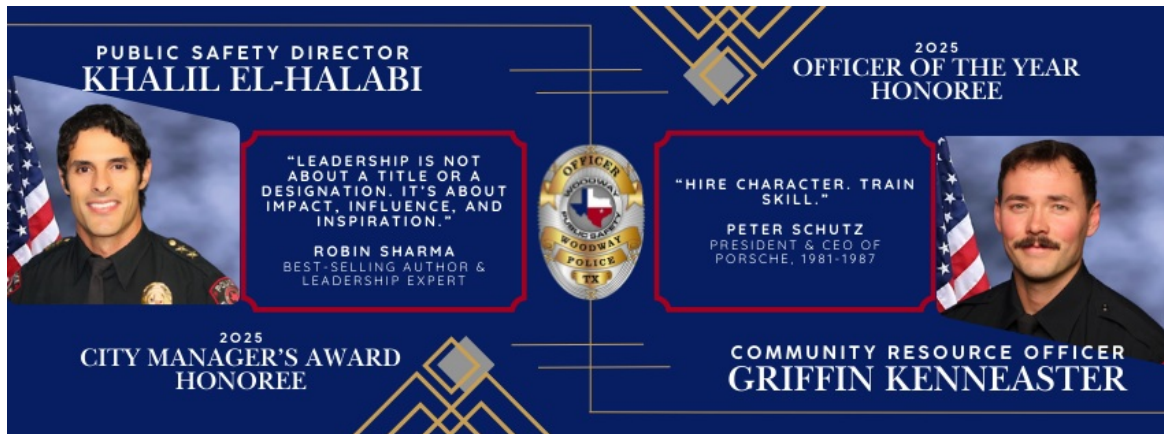 PUBLIC SAFETY DIRECTOR
KHALIL EL-HALABI
“LEADERSHIP IS NOT
ABOUT A TITLE OR A
DESIGNATION. IT’S ABOUT
IMPACT, INFLUENCE, AND
INSPIRATION.”
ROBIN SHARMA
BEST-SELLING AUTHOR &
LEADERSHIP EXPERT
2025
CITY MANAGER’S AWARD
HONOREE
OFFICER
WOODWAY
PUBLIC SAFETY
WOODWAY
POLICE
TX
2025
OFFICER OF THE YEAR
HONOREE
“HIRE CHARACTER. TRAIN
SKILL.”
PETER SCHUTZ
PRESIDENT & CEO OF
PORSCHE, 1981-1987
COMMUNITY RESOURCE OFFICER
GRIFFIN KENNEASTER